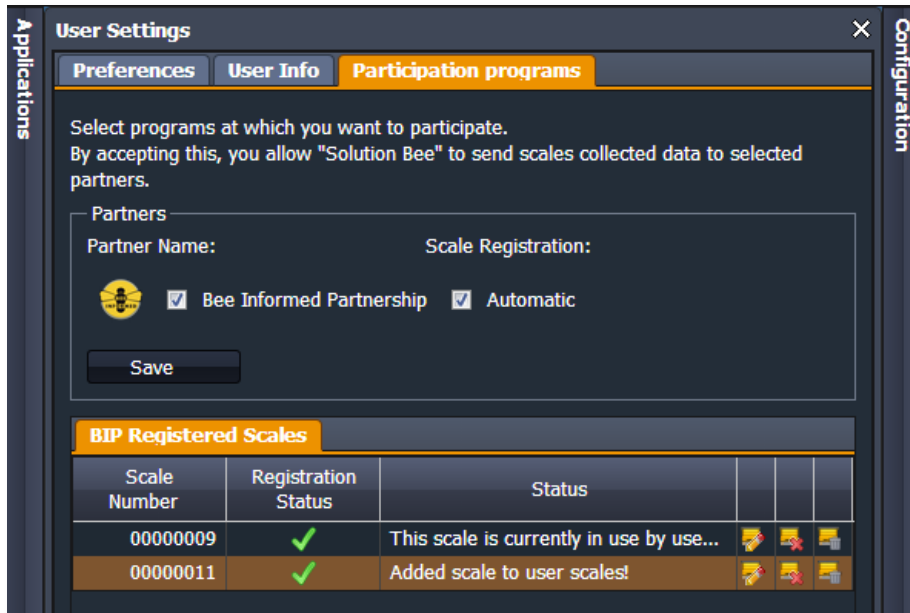 Applications
User Settings
Configuration
Preferences
User Info
Participation programs
Select programs at which you want to participate.
By accepting this, you allow "Solution Bee" to send scales collected data to selected
partners.
Partners
Partner Name:
Scale Registration:
Bee Informed Partnership
Automatic
Save
BIP Registered Scales
Scale
Number
Registration
Status
Status
00000009
This scale is currently in use by use...
00000011
Added scale to user scales!